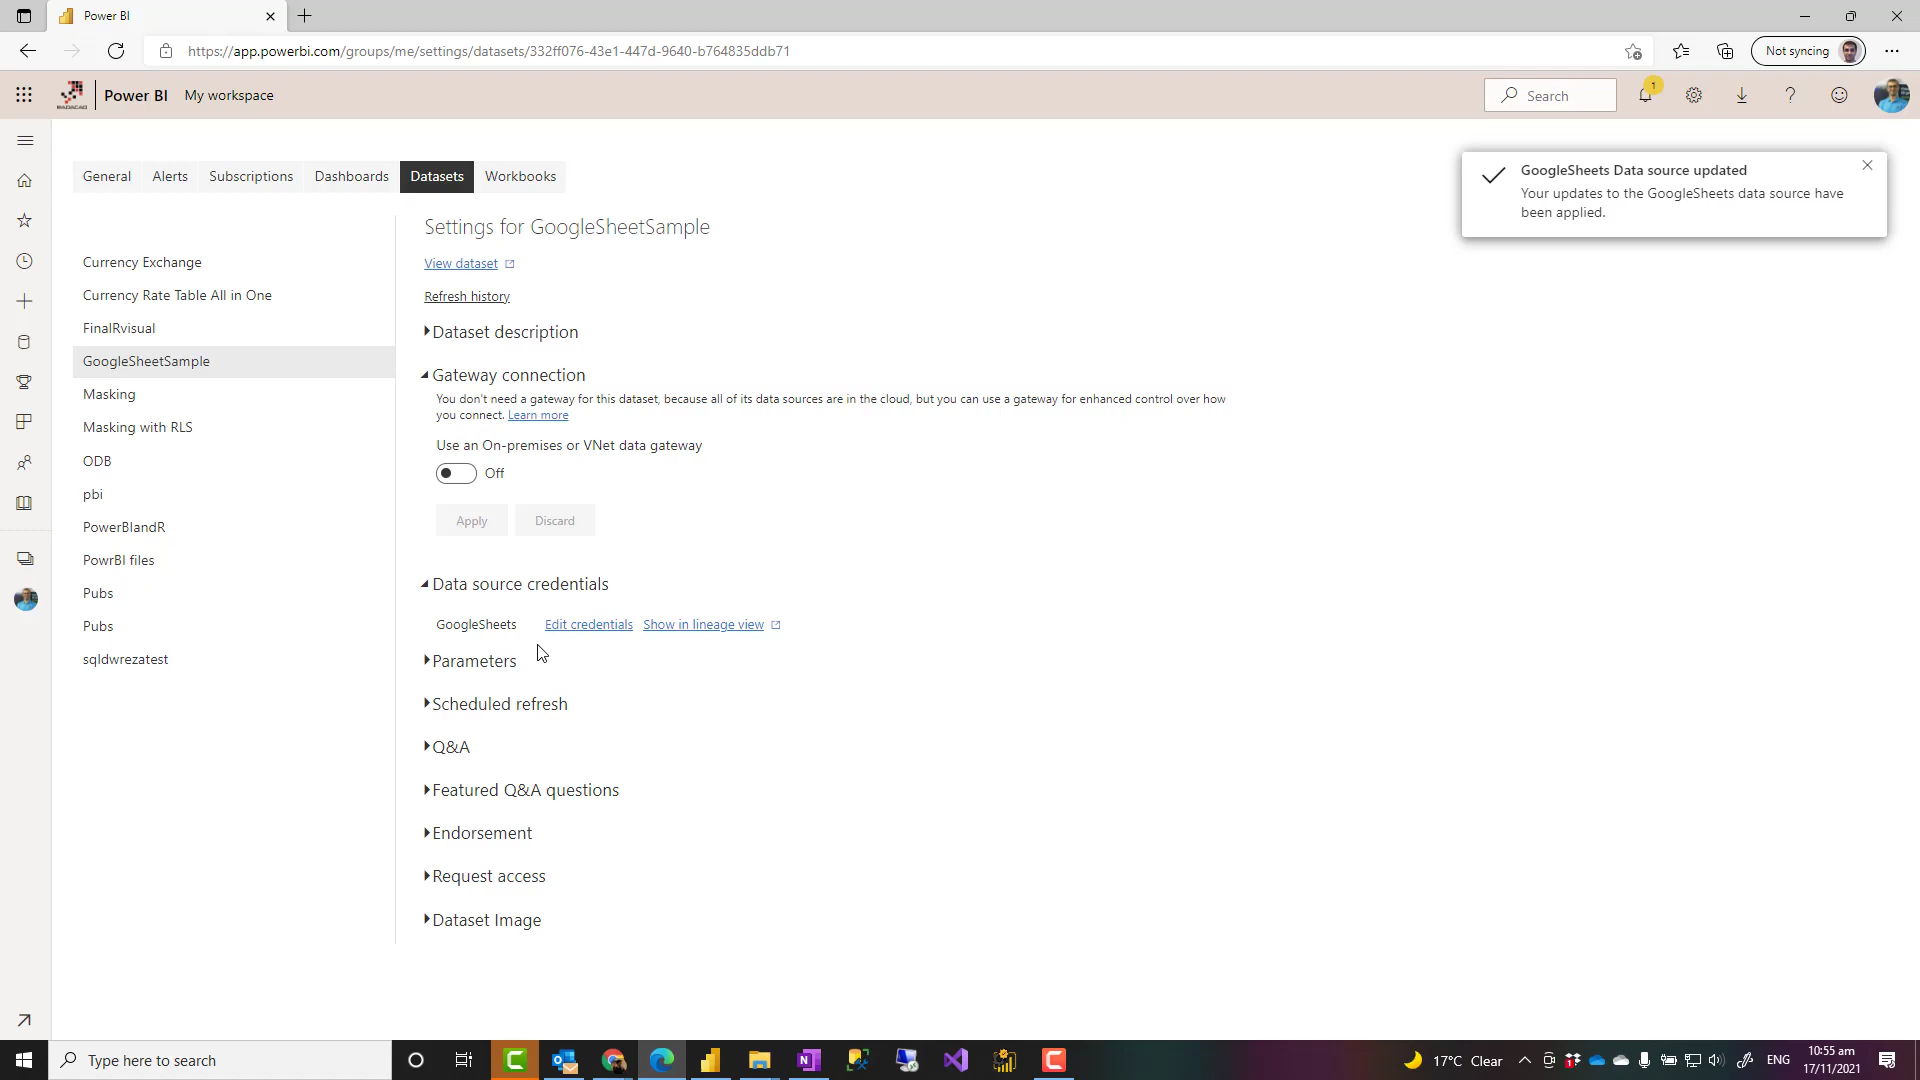 Power BI
https://app.powerbi.com/groups/me/settings/datasets/332ff076-43e1-447d-9640-b764835ddb71
Not syncing
RADACAD
Power BI
My workspace
Search
1
General
Alerts
Subscriptions
Dashboards
Datasets
Workbooks
GoogleSheets Data source updated
Your updates to the GoogleSheets data source have
been applied.
Currency Exchange
Currency Rate Table All in One
FinalRvisual
GoogleSheetSample
Masking
Masking with RLS
ODB
pbi
PowerBIandR
PowrBI files
Pubs
Pubs
sqldwrezatest
Settings for GoogleSheetSample
View dataset
Refresh history
Dataset description
Gateway connection
You don't need a gateway for this dataset, because all of its data sources are in the cloud, but you can use a gateway for enhanced control over how
you connect. Learn more
Use an On-premises or VNet data gateway
Off
Apply
Discard
Data source credentials
GoogleSheets
Edit credentials
Show in lineage view
Parameters
Scheduled refresh
Q&A
Featured Q&A questions
Endorsement
Request access
Dataset Image
Type here to search
17°C Clear
ENG
10:55 am
17/11/2021